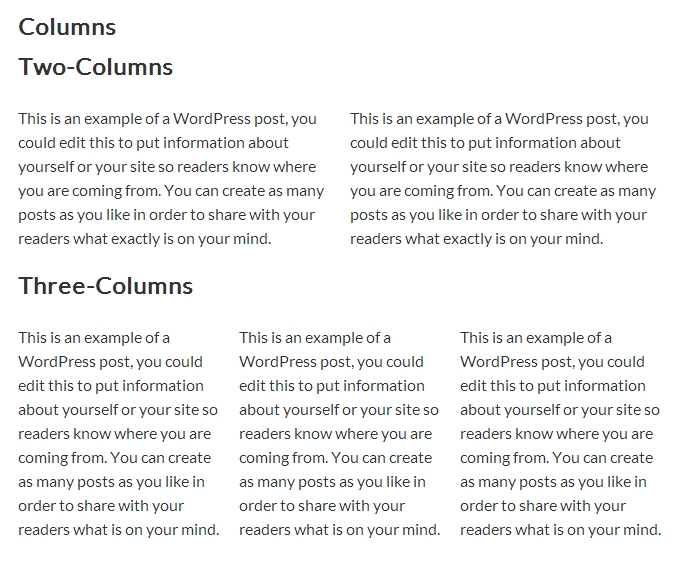 Columns
Two-Columns
This is an example of a WordPress post, you
could edit this to put information about
yourself or your site so readers know where
you are coming from. You can create as many
posts as you like in order to share with your
readers what exactly is on your mind.
This is an example of a WordPress post, you
could edit this to put information about
yourself or your site so readers know where
you are coming from. You can create as many
posts as you like in order to share with your
readers what exactly is on your mind.
Three-Columns
This is an example of a
WordPress post, you could
edit this to put information
about yourself or your site so
readers know where you are
coming from. You can create
as many posts as you like in
order to share with your
readers what is on your mind.
This is an example of a
WordPress post, you could
edit this to put information
about yourself or your site so
readers know where you are
coming from. You can create
as many posts as you like in
order to share with your
readers what is on your mind.
This is an example of a
WordPress post, you could
edit this to put information
about yourself or your site so
readers know where you are
coming from. You can create
as many posts as you like in
order to share with your
readers what is on your mind.